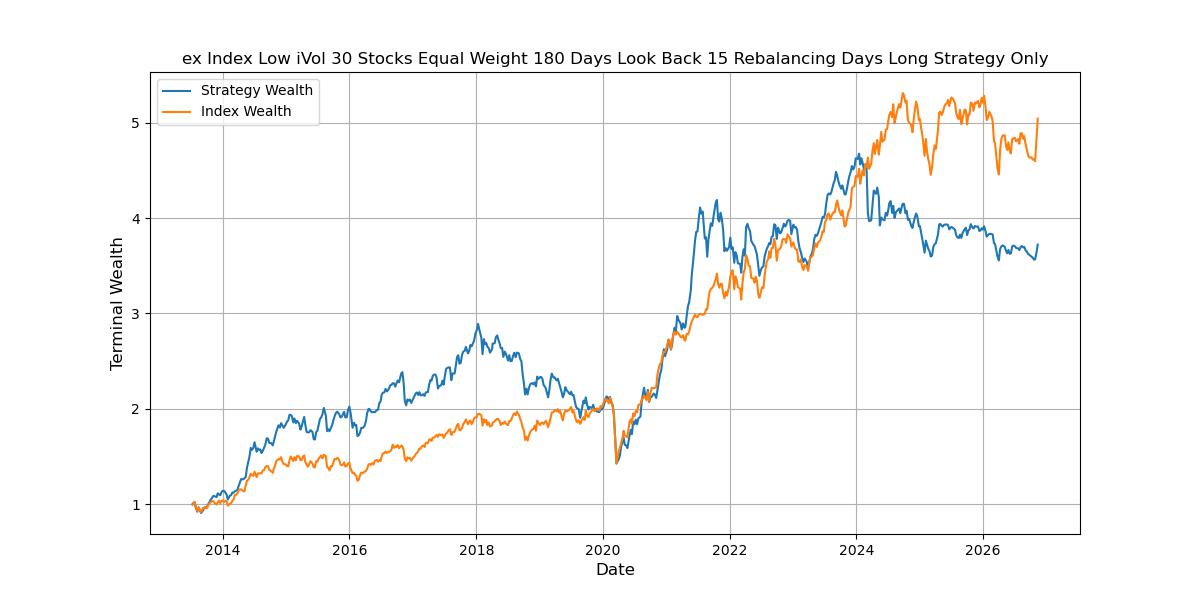 ex Index Low iVol 30 Stocks Equal Weight 180 Days Look Back 15 Rebalancing Days Long Strategy Only
Strategy Wealth
Index Wealth
Terminal Wealth
5
4
3
2
1
2014 2016 2018 2020 2022 2024 2026
Date